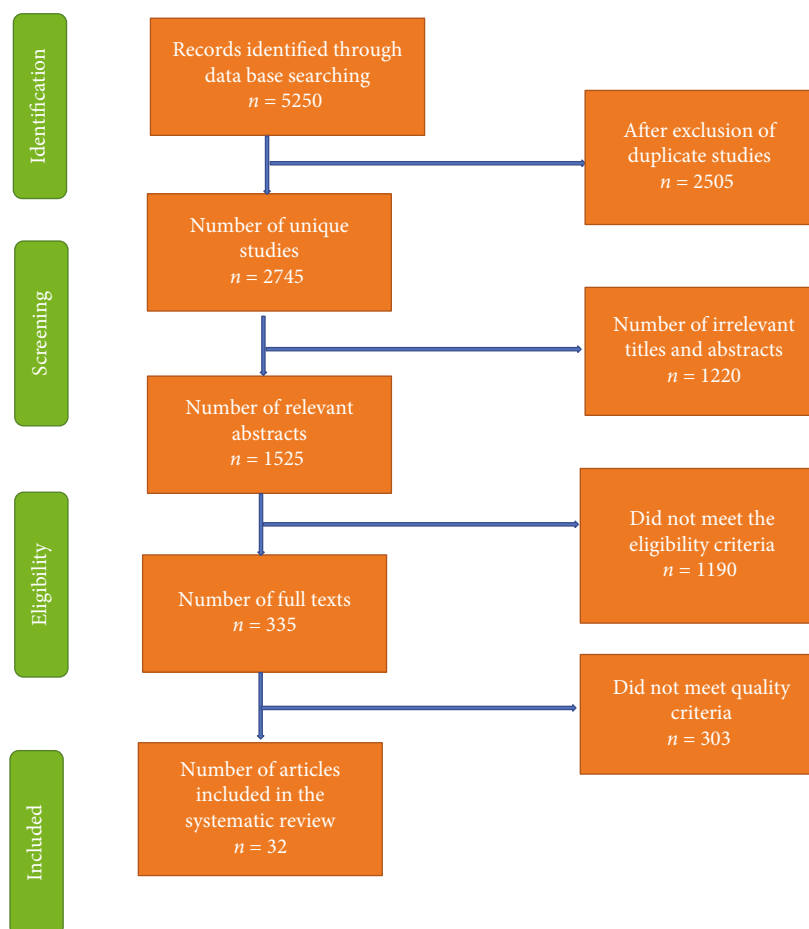 Identification
Records identified through
data base searching
n = 5250
After exclusion of
duplicate studies
n = 2505
Number of unique
studies
n = 2745
Screening
Number of irrelevant
titles and abstracts
n = 1220
Number of relevant
abstracts
n = 1525
Eligibility
Did not meet the
eligibility criteria
n = 1190
Number of full texts
n = 335
Did not meet quality
criteria
n = 303
Included
Number of articles
included in the
systematic review
n = 32